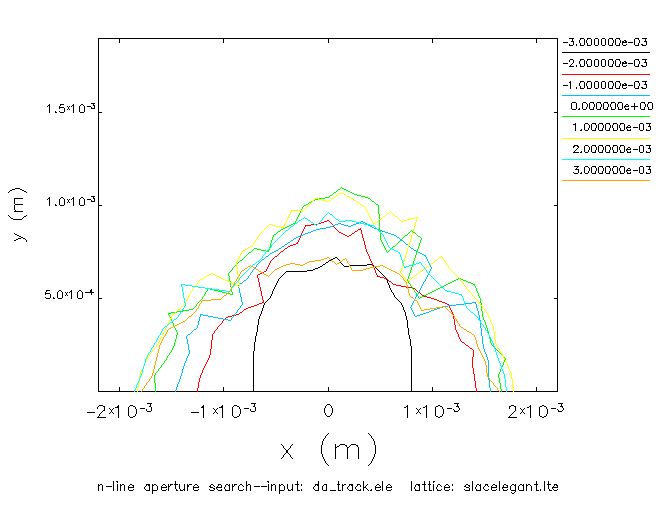 -3.000000e-03
-2.000000e-03
-1.000000e-03
0.000000e+00
1.000000e-03
2.000000e-03
3.000000e-03
1.5×10⁻³
1.0×10⁻³
5.0×10⁻⁴
y (m)
-2×10⁻³ -1×10⁻³ 0 1×10⁻³ 2×10⁻³
x (m)
n-line aperture search--input: da_track.ele lattice: slacelegant.lte